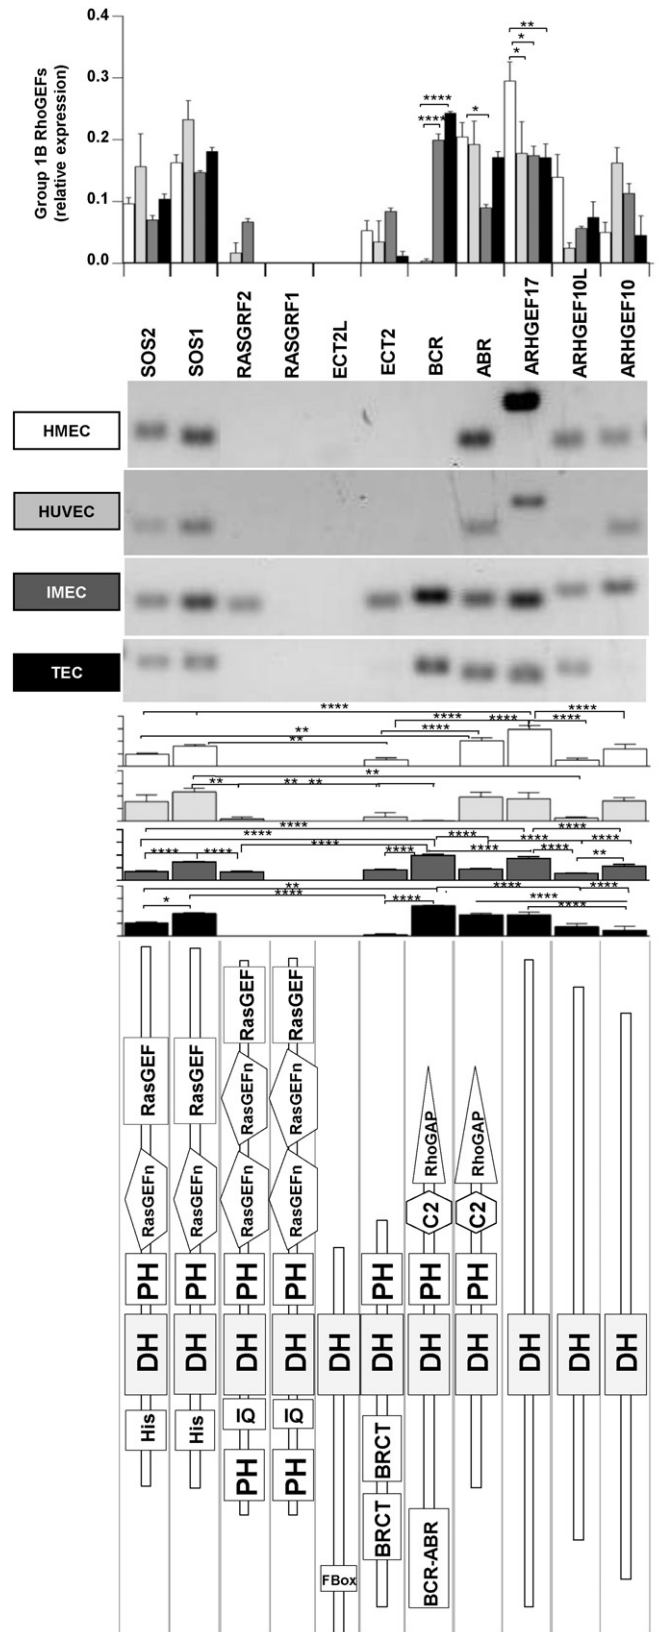 Group 1B RhoGEFs
(relative expression)
0.4
0.3
0.2
0.1
0.0
**
*
*
****
****
*
SOS2
SOS1
RASGRF2
RASGRF1
ECT2L
ECT2
BCR
ABR
ARHGEF17
ARHGEF10L
ARHGEF10
HMEC
HUVEC
IMEC
TEC
**** ****
**** **** ****
** ****
**
**
** ** **
**** ****
**** **** **** ****
**** **** **** **** **** **
** **** ****
**** ****
* **** ****
RasGEF RasGEF RasGEF RasGEF
RasGEFn RasGEFn
RasGEFn RasGEFn RasGEFn RasGEFn
RhoGAP RhoGAP
C2 C2
PH PH PH PH PH PH PH
DH DH DH DH DH DH DH DH DH DH DH
His His IQ IQ BRCT
PH PH BRCT BCR-ABR
FBox